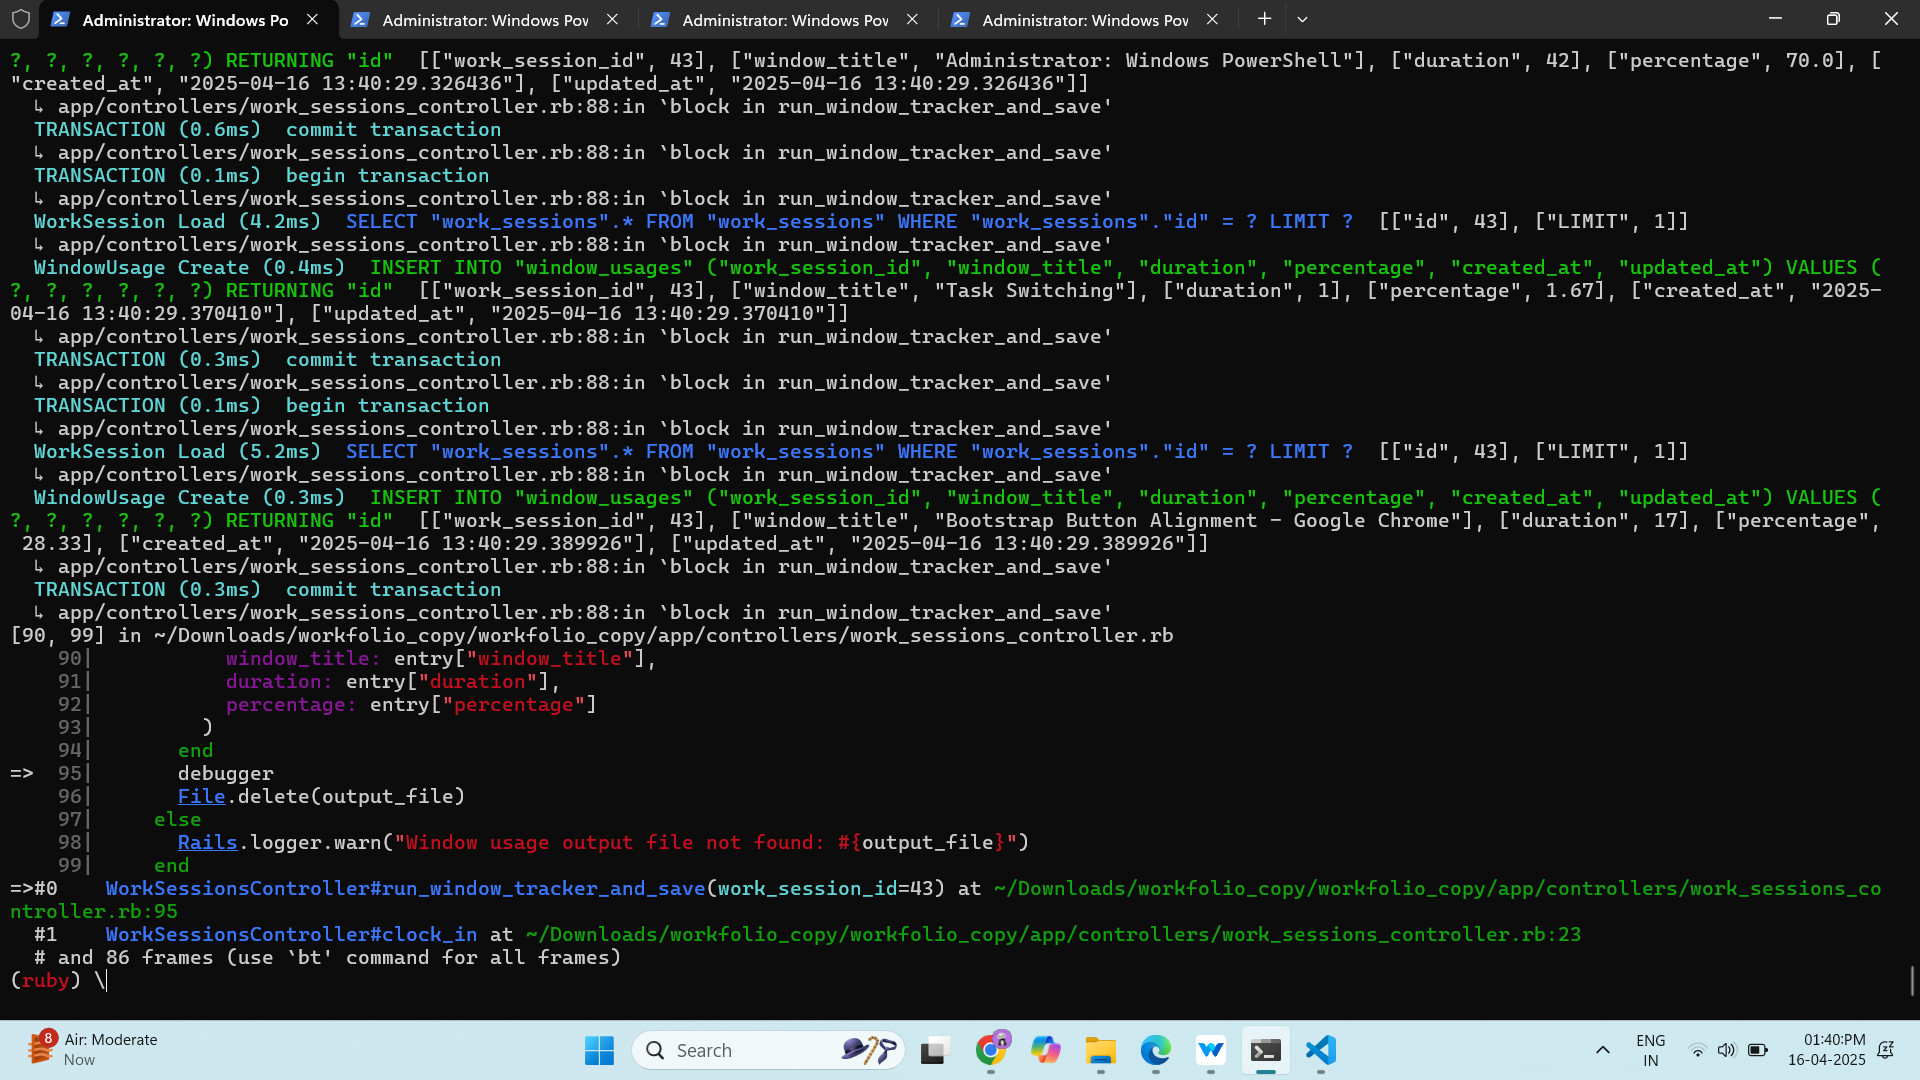 Administrator: Windows Po
Administrator: Windows Pov
Administrator: Windows Pov
Administrator: Windows Pov
?, ?, ?, ?, ?, ?) RETURNING "id"  [["work_session_id", 43], ["window_title", "Administrator: Windows PowerShell"], ["duration", 42], ["percentage", 70.0], [
"created_at", "2025-04-16 13:40:29.326436"], ["updated_at", "2025-04-16 13:40:29.326436"]]
↳ app/controllers/work_sessions_controller.rb:88:in `block in run_window_tracker_and_save'
TRANSACTION (0.6ms)  commit transaction
↳ app/controllers/work_sessions_controller.rb:88:in `block in run_window_tracker_and_save'
TRANSACTION (0.1ms)  begin transaction
↳ app/controllers/work_sessions_controller.rb:88:in `block in run_window_tracker_and_save'
WorkSession Load (4.2ms)  SELECT "work_sessions".* FROM "work_sessions" WHERE "work_sessions"."id" = ? LIMIT ?  [["id", 43], ["LIMIT", 1]]
↳ app/controllers/work_sessions_controller.rb:88:in `block in run_window_tracker_and_save'
WindowUsage Create (0.4ms)  INSERT INTO "window_usages" ("work_session_id", "window_title", "duration", "percentage", "created_at", "updated_at") VALUES (
?, ?, ?, ?, ?, ?) RETURNING "id"  [["work_session_id", 43], ["window_title", "Task Switching"], ["duration", 1], ["percentage", 1.67], ["created_at", "2025-
04-16 13:40:29.370410"], ["updated_at", "2025-04-16 13:40:29.370410"]]
↳ app/controllers/work_sessions_controller.rb:88:in `block in run_window_tracker_and_save'
TRANSACTION (0.3ms)  commit transaction
↳ app/controllers/work_sessions_controller.rb:88:in `block in run_window_tracker_and_save'
TRANSACTION (0.1ms)  begin transaction
↳ app/controllers/work_sessions_controller.rb:88:in `block in run_window_tracker_and_save'
WorkSession Load (5.2ms)  SELECT "work_sessions".* FROM "work_sessions" WHERE "work_sessions"."id" = ? LIMIT ?  [["id", 43], ["LIMIT", 1]]
↳ app/controllers/work_sessions_controller.rb:88:in `block in run_window_tracker_and_save'
WindowUsage Create (0.3ms)  INSERT INTO "window_usages" ("work_session_id", "window_title", "duration", "percentage", "created_at", "updated_at") VALUES (
?, ?, ?, ?, ?, ?) RETURNING "id"  [["work_session_id", 43], ["window_title", "Bootstrap Button Alignment - Google Chrome"], ["duration", 17], ["percentage",
28.33], ["created_at", "2025-04-16 13:40:29.389926"], ["updated_at", "2025-04-16 13:40:29.389926"]]
↳ app/controllers/work_sessions_controller.rb:88:in `block in run_window_tracker_and_save'
TRANSACTION (0.3ms)  commit transaction
↳ app/controllers/work_sessions_controller.rb:88:in `block in run_window_tracker_and_save'
[90, 99] in ~/Downloads/workfolio_copy/workfolio_copy/app/controllers/work_sessions_controller.rb
90|           window_title: entry["window_title"],
91|           duration: entry["duration"],
92|           percentage: entry["percentage"]
93|         )
94|       end
=>  95|       debugger
96|       File.delete(output_file)
97|     else
98|       Rails.logger.warn("Window usage output file not found: #{output_file}")
99|     end
=>#0    WorkSessionsController#run_window_tracker_and_save(work_session_id=43) at ~/Downloads/workfolio_copy/workfolio_copy/app/controllers/work_sessions_co
ntroller.rb:95
#1    WorkSessionsController#clock_in at ~/Downloads/workfolio_copy/workfolio_copy/app/controllers/work_sessions_controller.rb:23
# and 86 frames (use `bt' command for all frames)
(ruby) \
8
Air: Moderate
Now
Search
ENG
IN
01:40:PM
16-04-2025